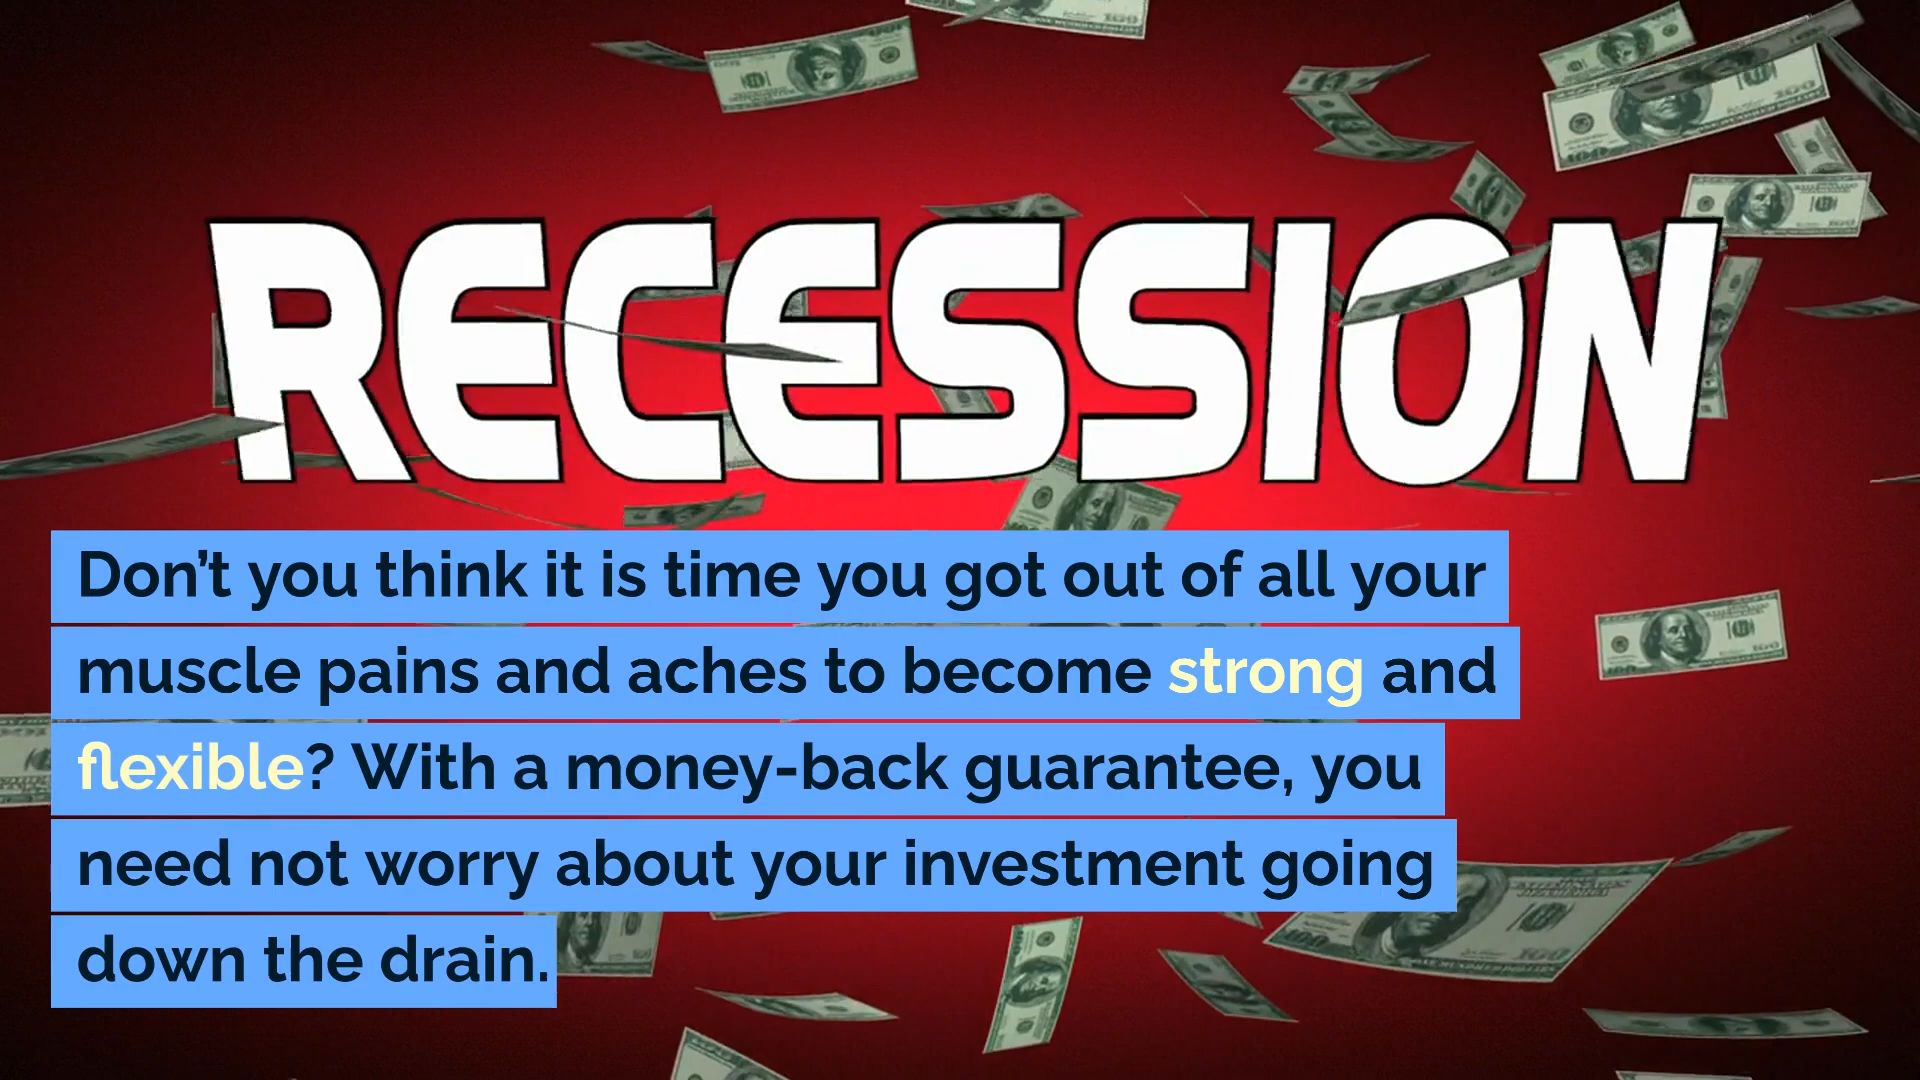 RECESSION
Don’t you think it is time you got out of all your
muscle pains and aches to become strong and
flexible? With a money-back guarantee, you
need not worry about your investment going
down the drain.